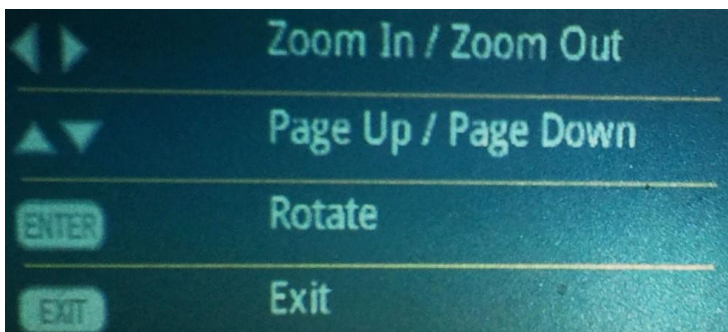 Zoom In / Zoom Out
Page Up / Page Down
ENTER Rotate
EXIT Exit